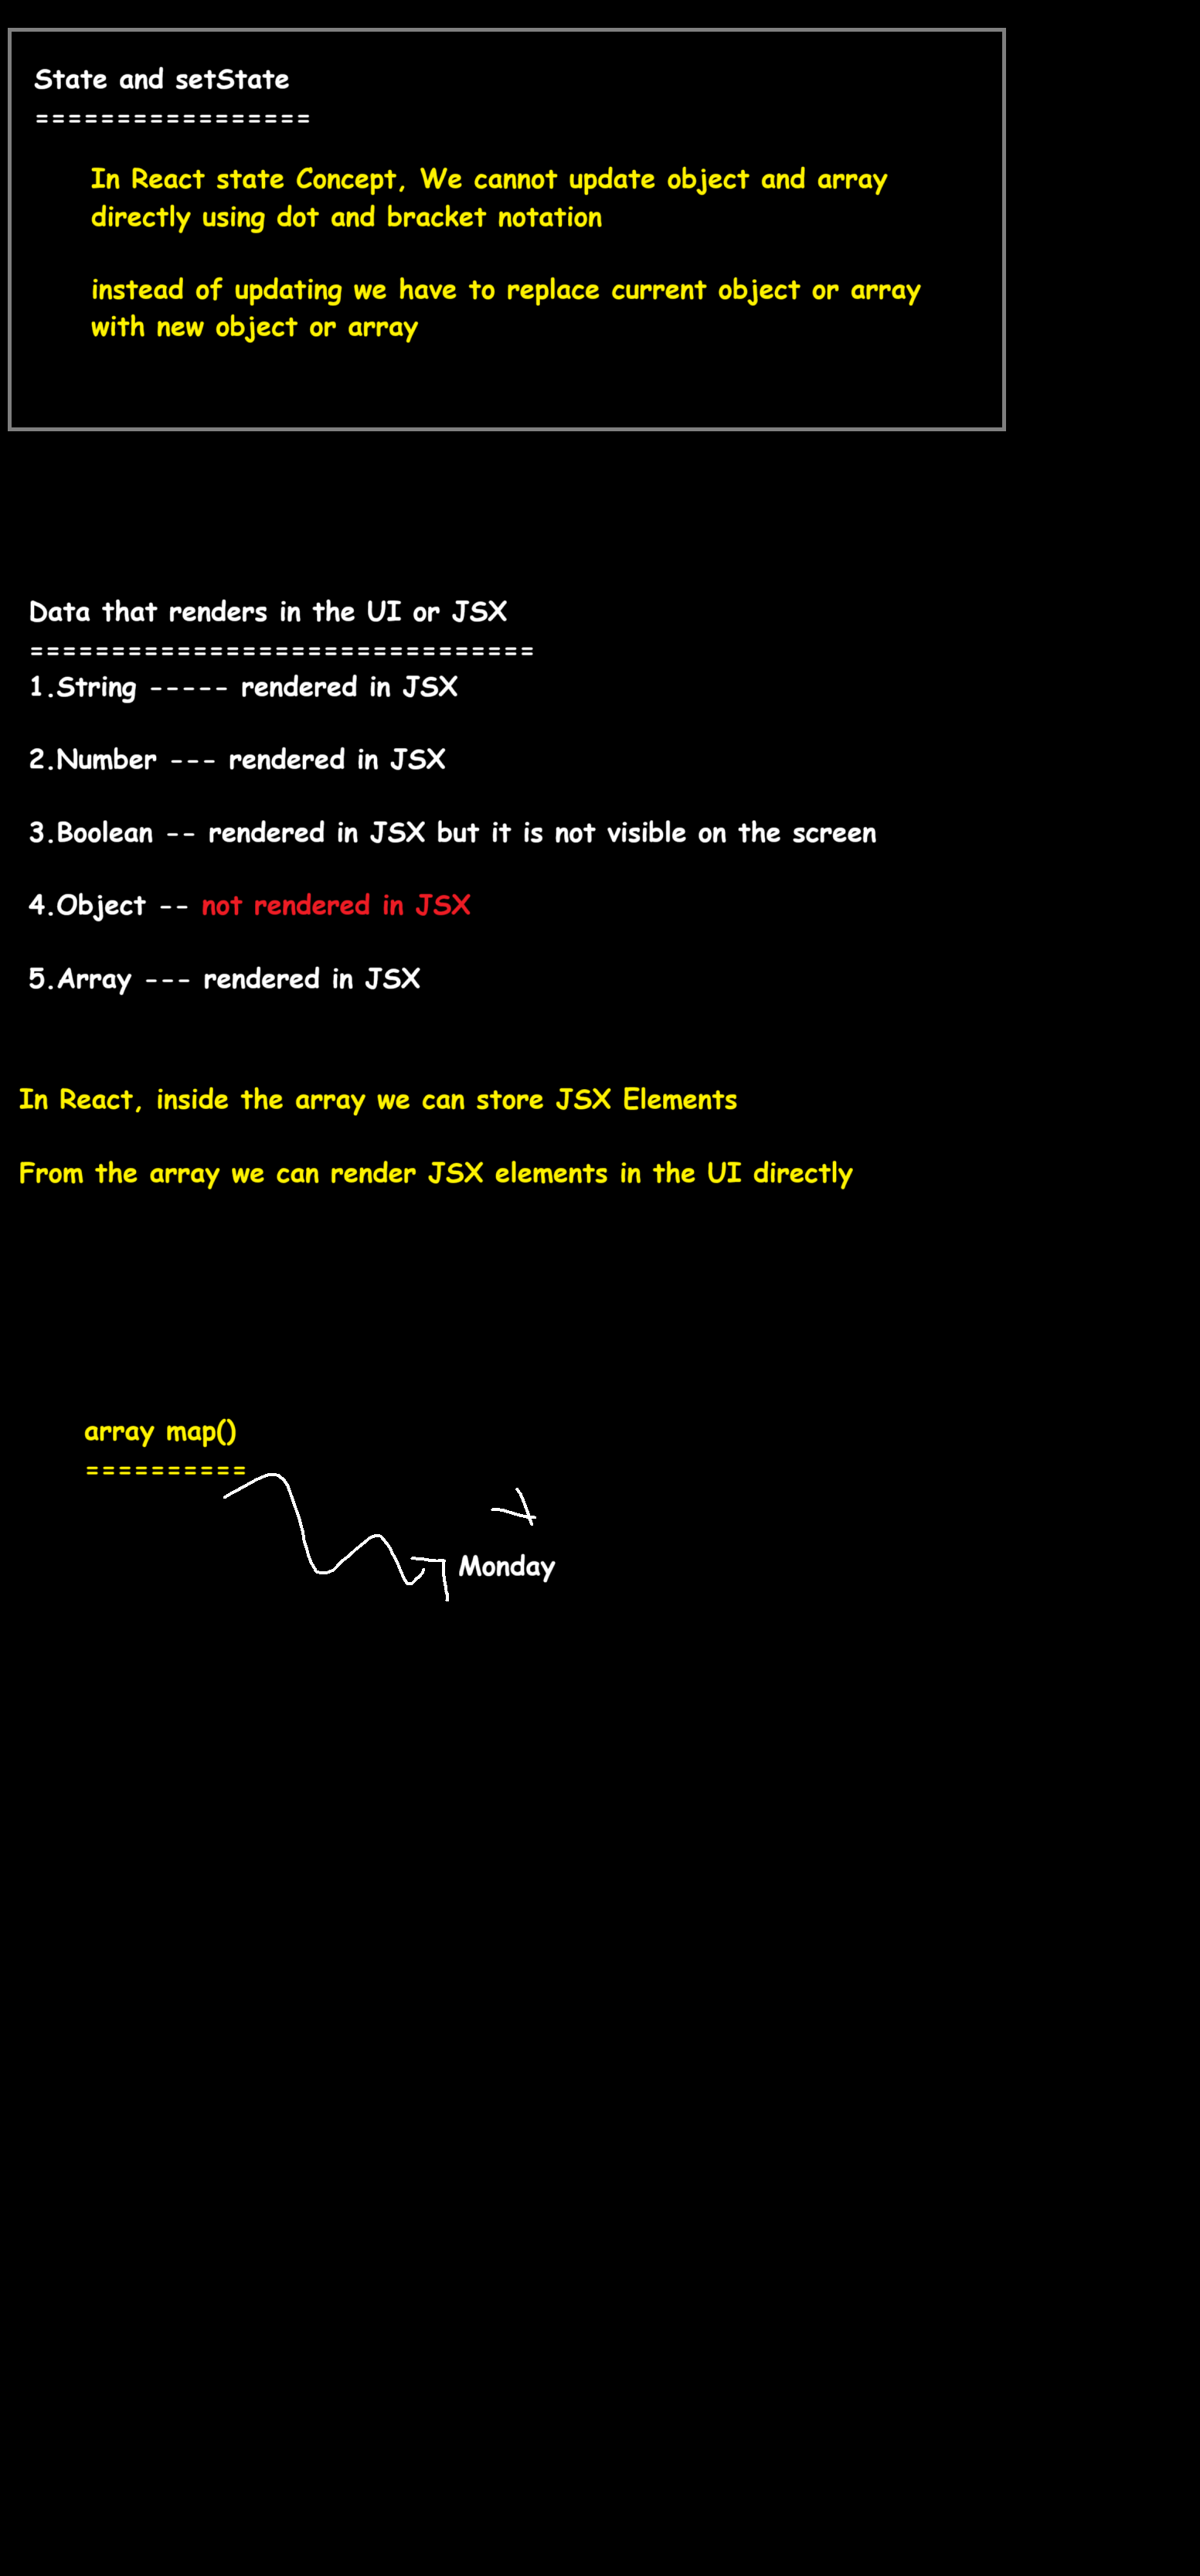 State and setState
=================
In React state Concept, We cannot update object and array
directly using dot and bracket notation
instead of updating we have to replace current object or array
with new object or array
Data that renders in the UI or JSX
===============================
1.String ----- rendered in JSX
2.Number --- rendered in JSX
3.Boolean -- rendered in JSX but it is not visible on the screen
4.Object -- not rendered in JSX
5.Array --- rendered in JSX
In React, inside the array we can store JSX Elements
From the array we can render JSX elements in the UI directly
array map()
==========
Monday